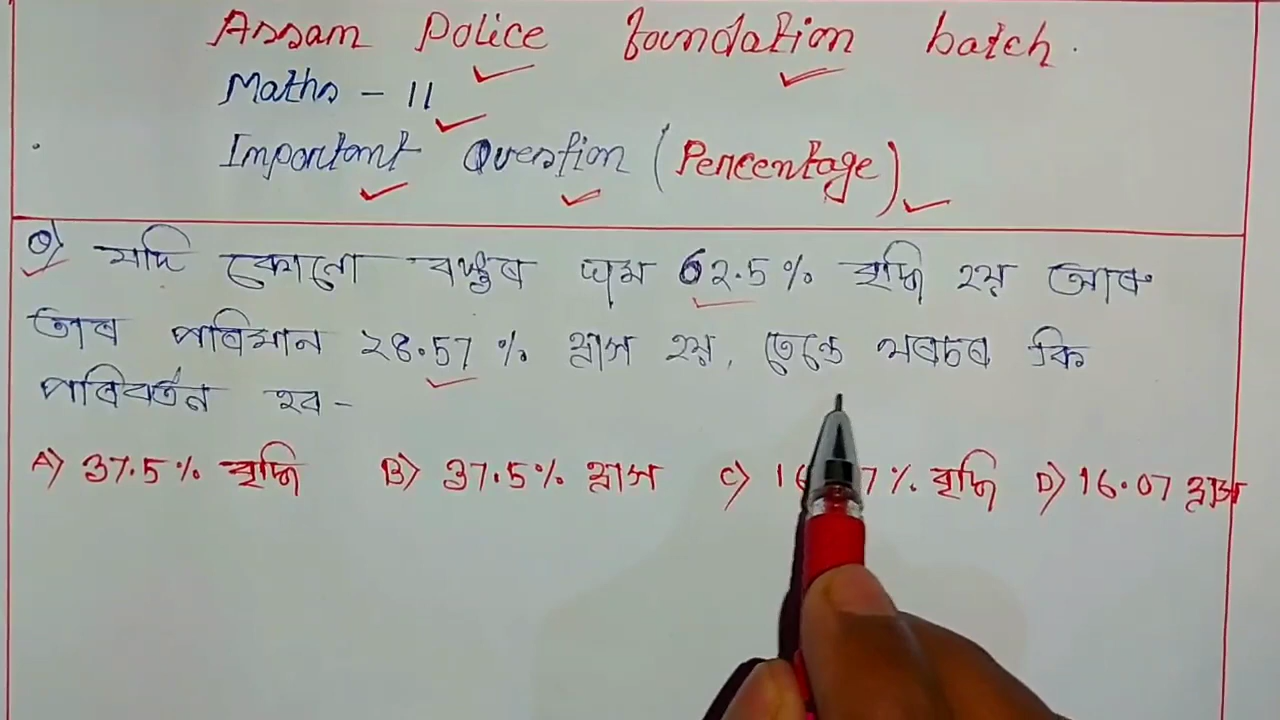 Assam Police foundation batch.
Maths - 11
Important Question (Percentage)
Q) যদি কোনো বস্তুৰ দাম 62.5% বৃদ্ধি হয় আৰু
তাৰ পৰিমান 28.57% হ্ৰাস হয়, তেন্তে খৰচৰ কি
পৰিবৰ্তন হব -
A) 37.5% বৃদ্ধি B) 37.5% হ্ৰাস C) % বৃদ্ধি D) 16.07 হ্ৰাস